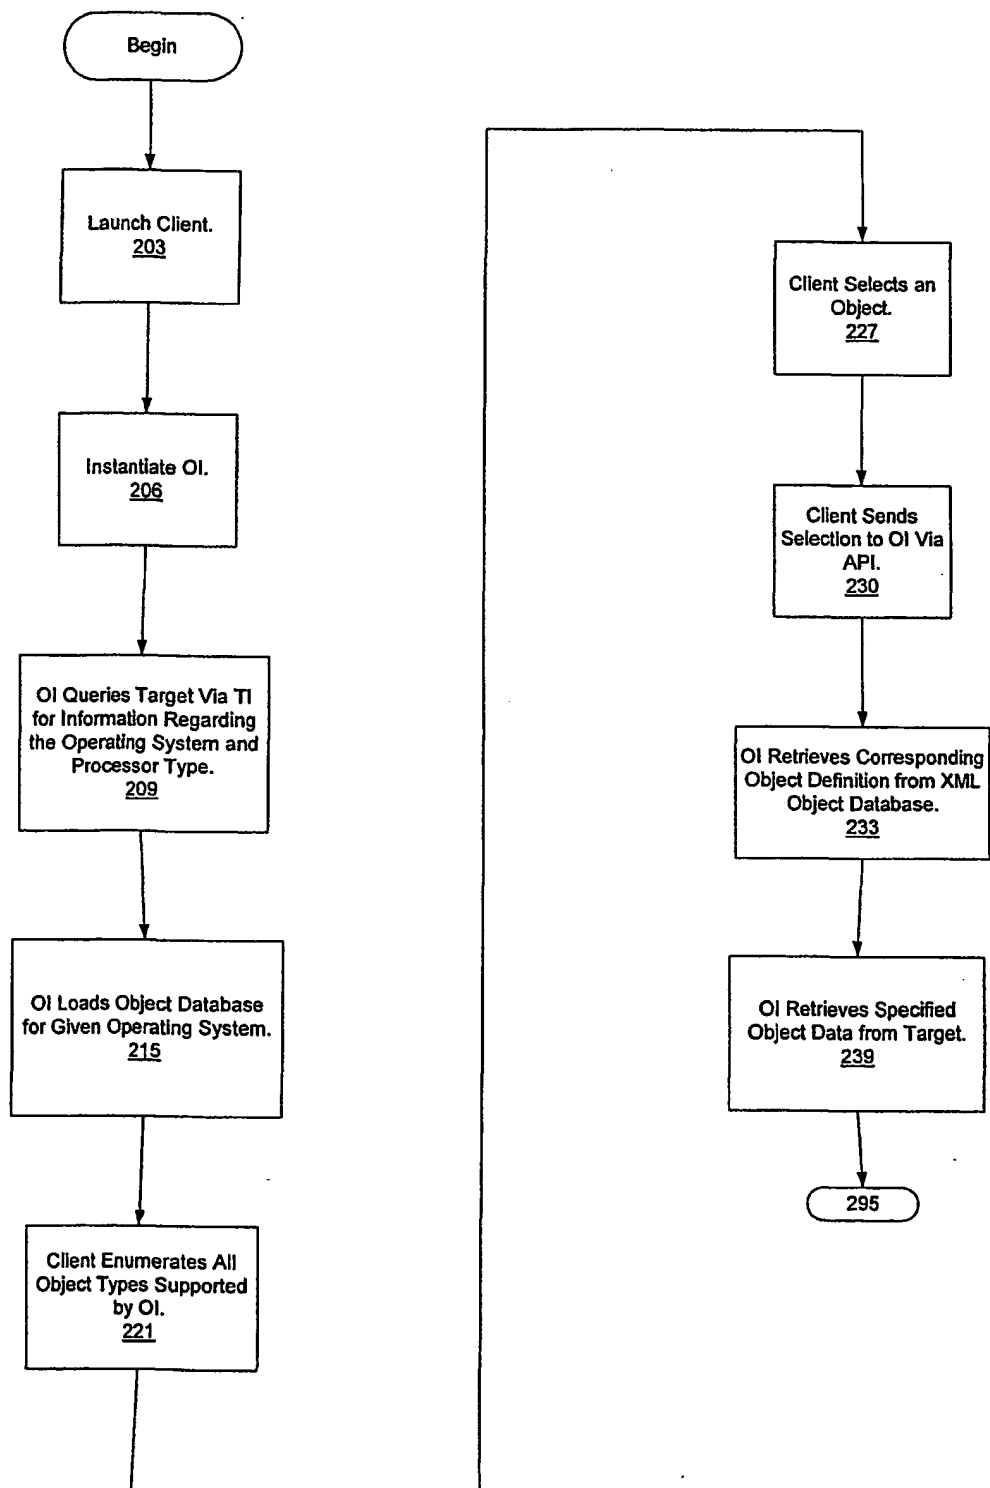 Begin
Launch Client.
203
Instantiate OI.
206
OI Queries Target Via TI
for Information Regarding
the Operating System and
Processor Type.
209
OI Loads Object Database
for Given Operating System.
215
Client Enumerates All
Object Types Supported
by OI.
221
Client Selects an
Object.
227
Client Sends
Selection to OI Via
API.
230
OI Retrieves Corresponding
Object Definition from XML
Object Database.
233
OI Retrieves Specified
Object Data from Target.
239
295